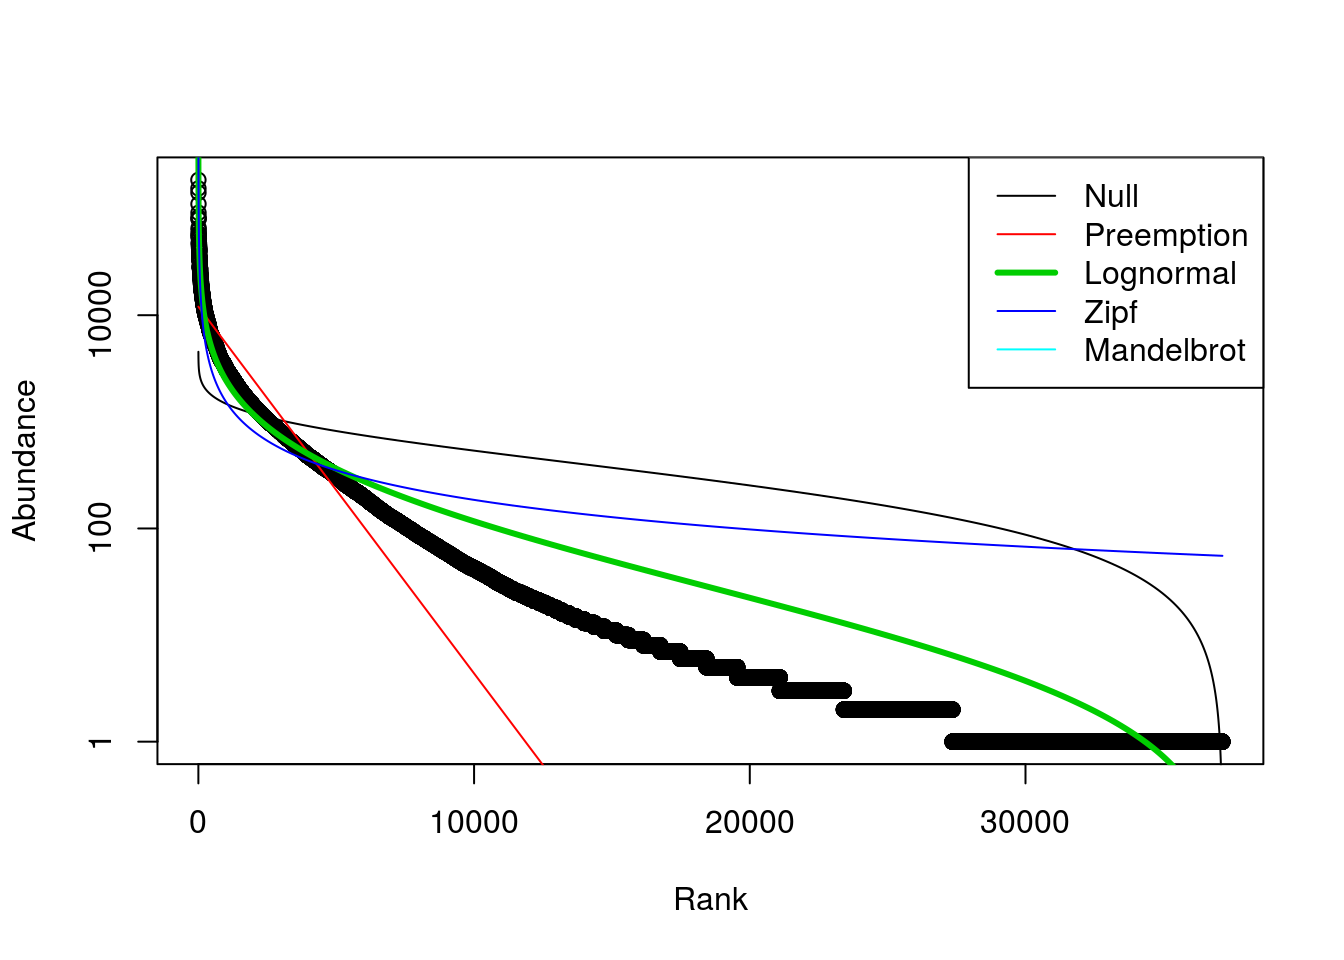 Null
Preemption
Lognormal
Zipf
Mandelbrot
Abundance
10000
100
1
0 10000 20000 30000
Rank